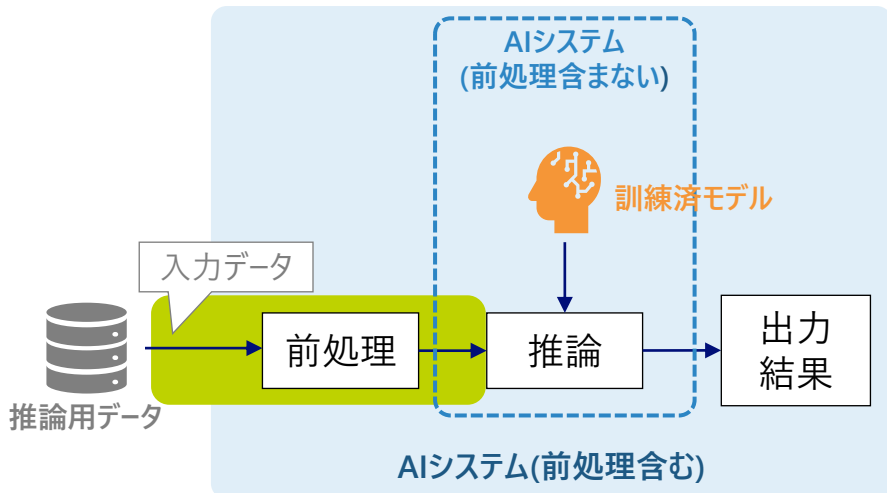 AIシステム
(前処理含まない)
訓練済モデル
入力データ
前処理
推論
出力
結果
推論用データ
AIシステム(前処理含む)